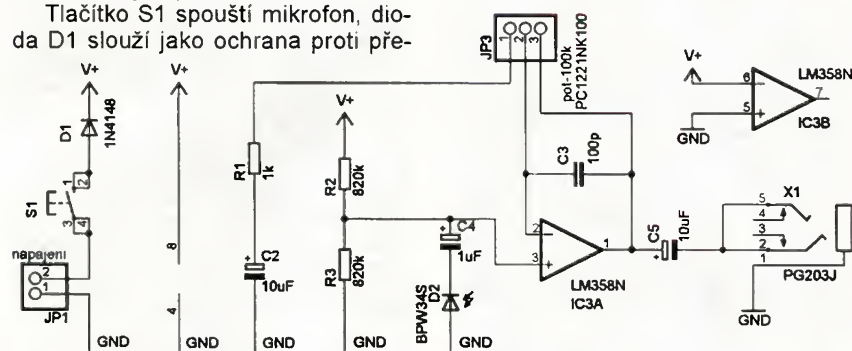 Tlačítko S1 spouští mikrofon, dio-
da D1 slouží jako ochrana proti pře-
V+
D1
1N4148
S1
1
2
3
4
napajeni
2
1
JP1
GND
V+
8
4
GND
R1
1k
C2
10uF
GND
V+
R2
820k
R3
820k
GND
C4
1uF
BPW34S
D2
GND
JP3
1
2
3
pot-100k
PC1221NK100
C3
100p
2
3
1
LM358N
IC3A
C5
10uF
V+
6
5
7
GND
LM358N
IC3B
X1
5
4
3
2
1
PG203J
GND